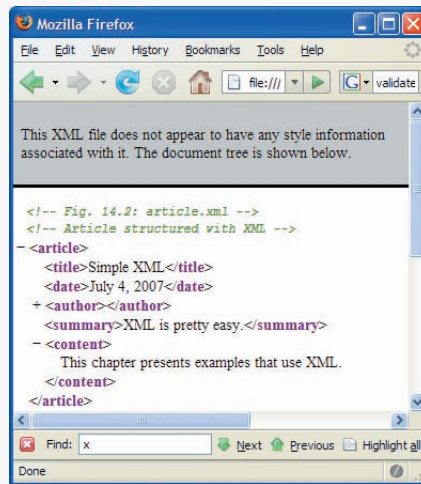 Mozilla Firefox
File Edit View History Bookmarks Tools Help
file:/// G validate
This XML file does not appear to have any style information
associated with it. The document tree is shown below.
<!-- Fig. 14.2: article.xml -->
<!-- Article structured with XML -->
− <article>
<title>Simple XML</title>
<date>July 4, 2007</date>
+ <author></author>
<summary>XML is pretty easy.</summary>
− <content>
This chapter presents examples that use XML.
</content>
</article>
Find: x Next Previous Highlight all
Done